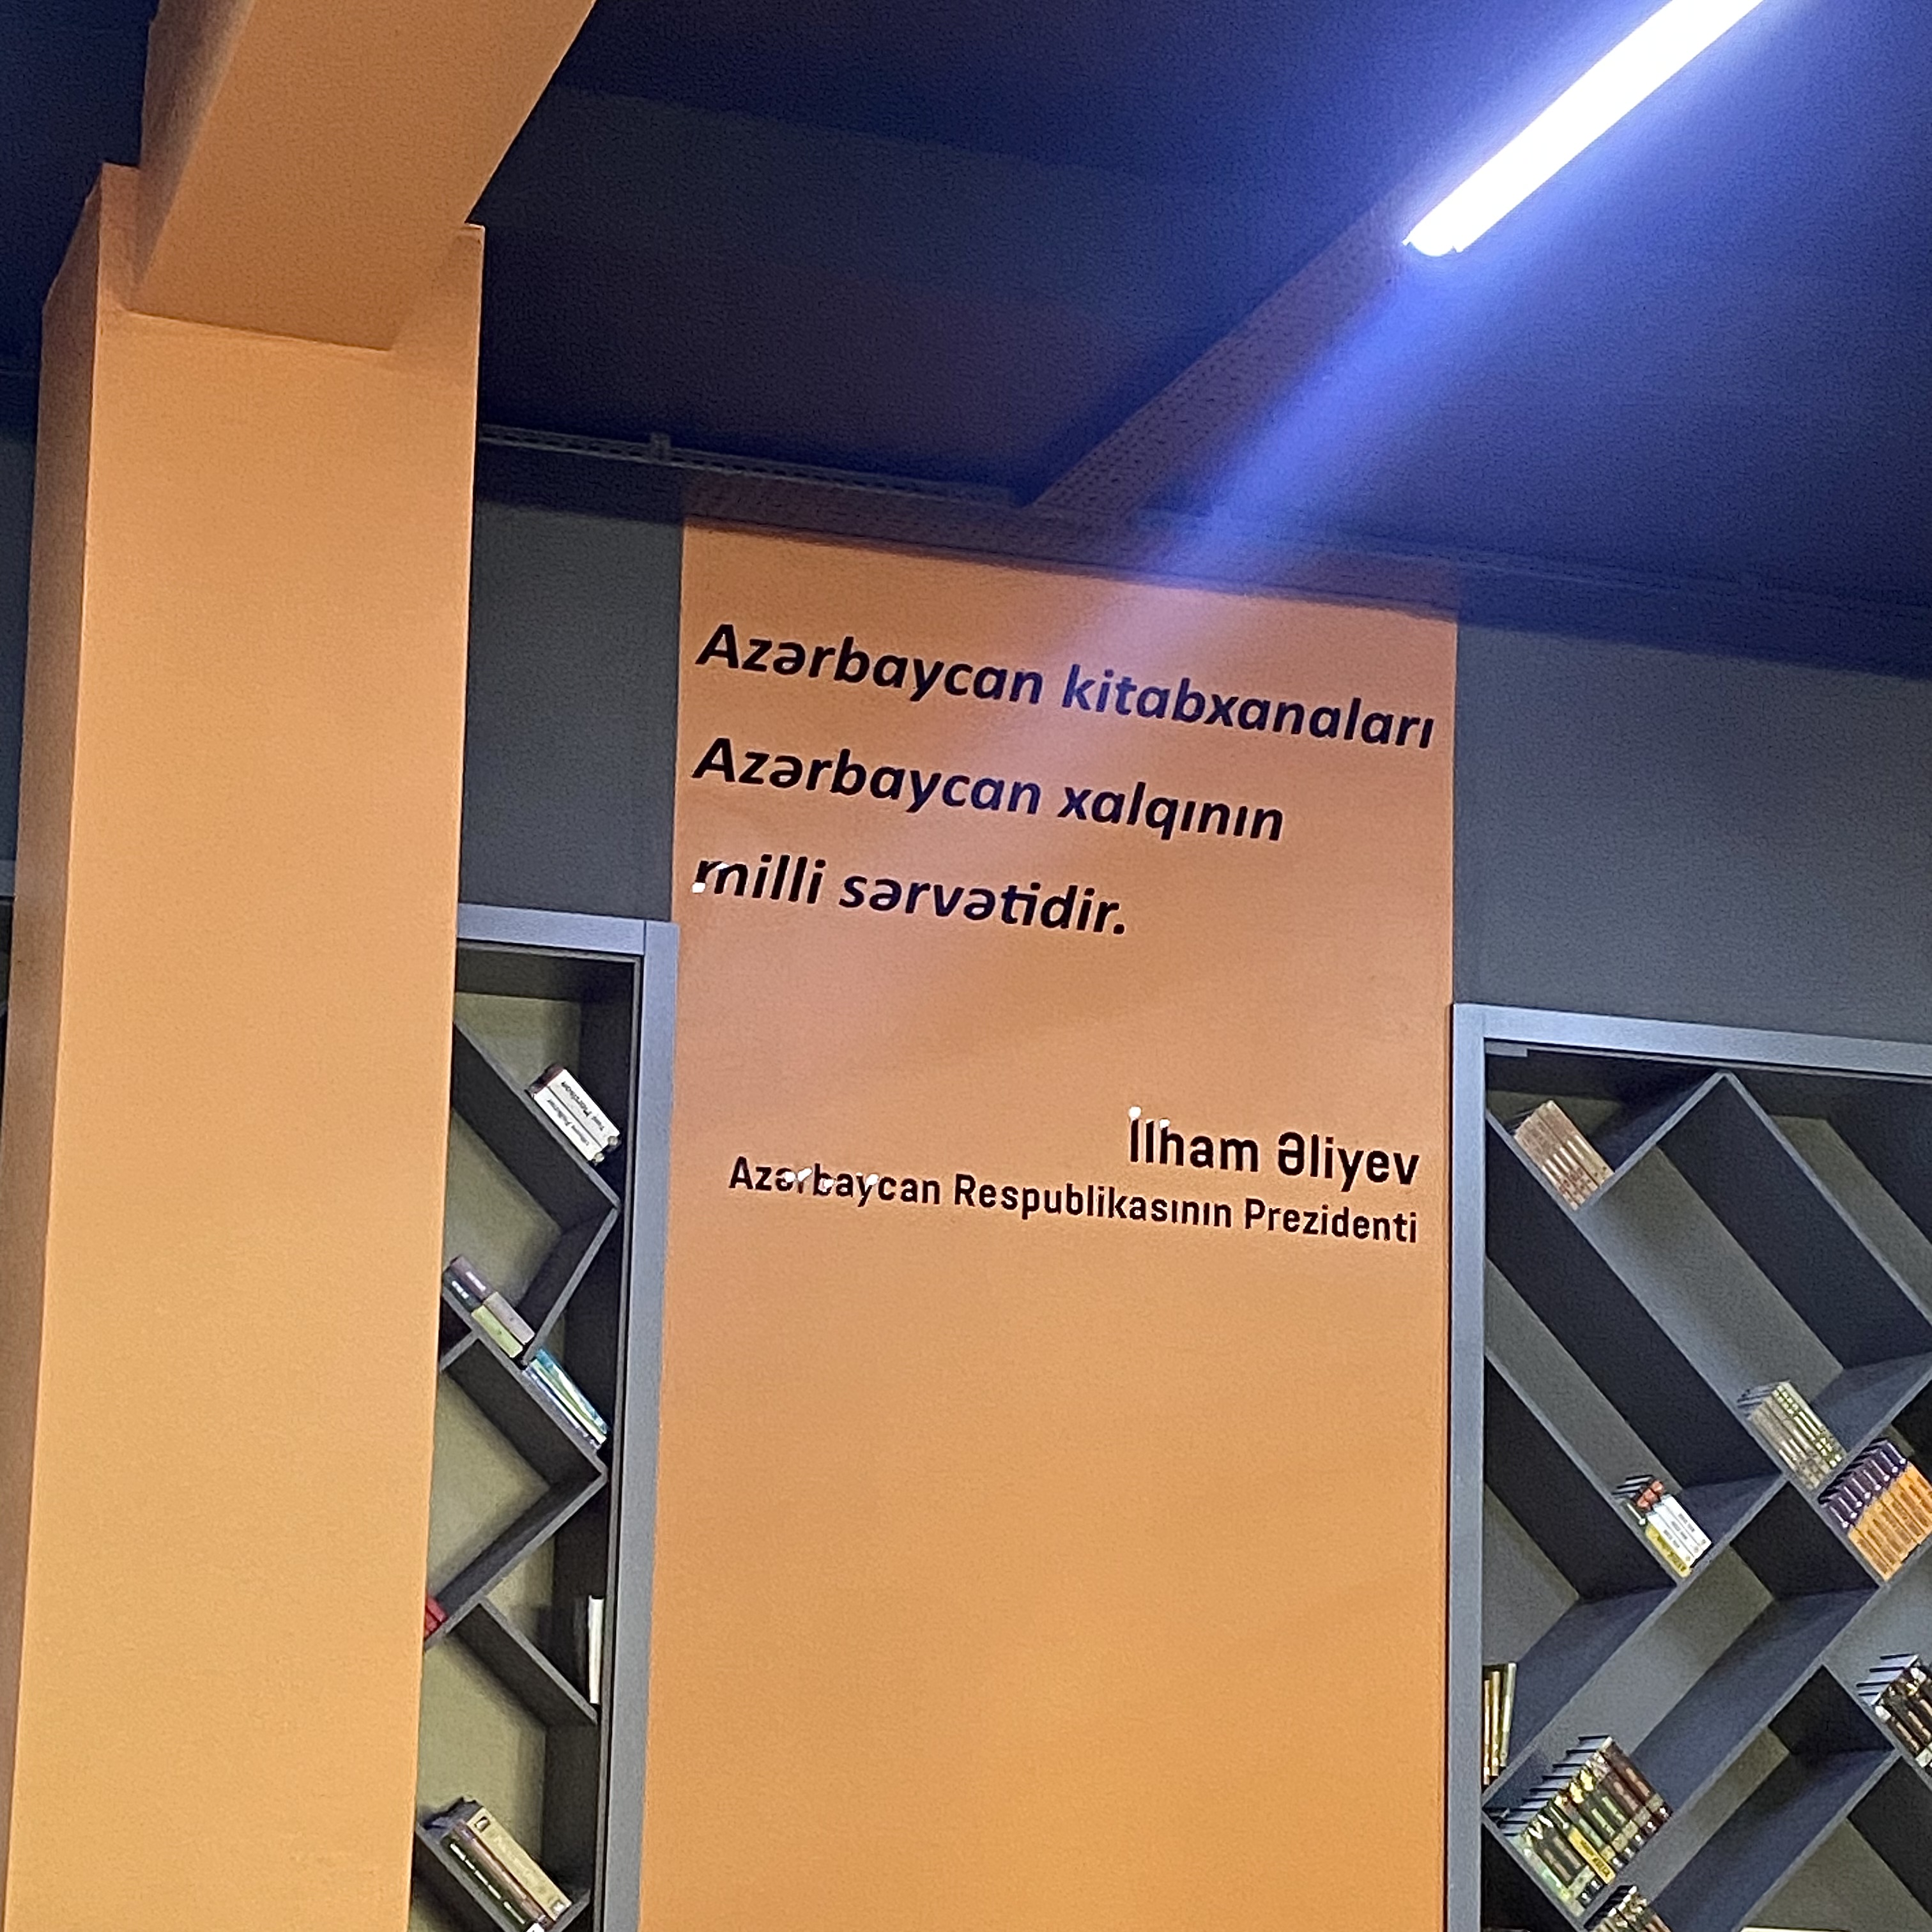 Azərbaycan kitabxanaları
Azərbaycan xalqının
milli sərvətidir.
İlham Əliyev
Azərbaycan Respublikasının Prezidenti